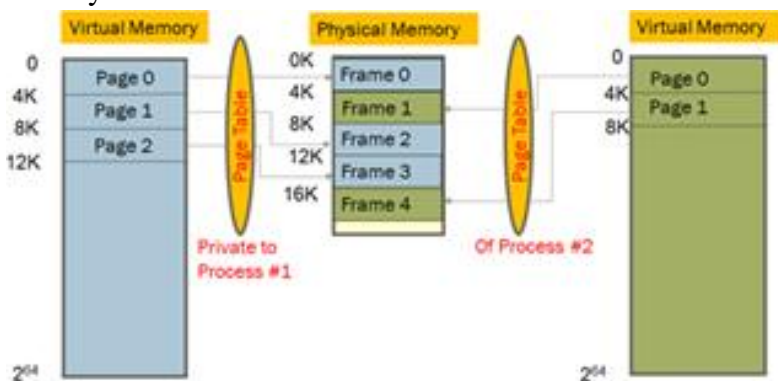 Virtual Memory
Physical Memory
Virtual Memory
0
4K
8K
12K
2⁶⁴
Page 0
Page 1
Page 2
Page Table
Private to
Process #1
0K
4K
8K
12K
16K
Frame 0
Frame 1
Frame 2
Frame 3
Frame 4
Page Table
Of Process #2
0
4K
8K
2⁶⁴
Page 0
Page 1